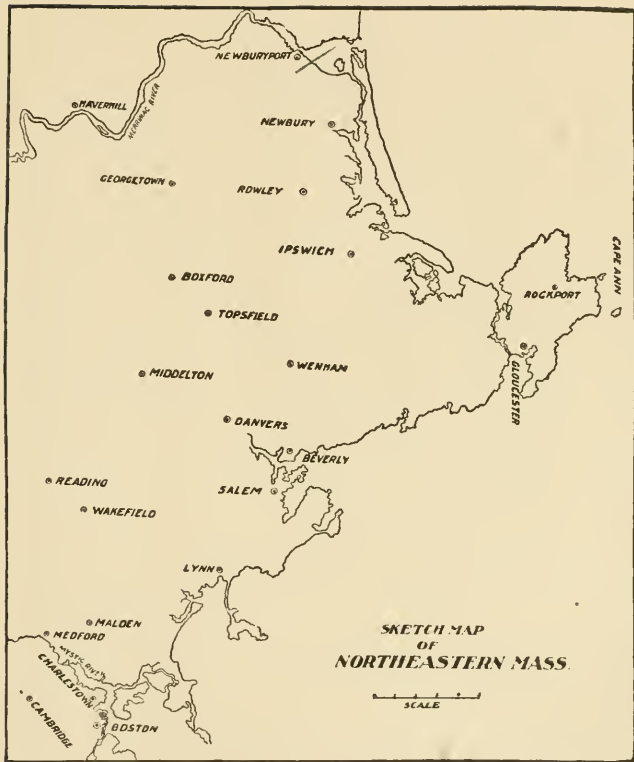 NEWBURYPORT
HAVERHILL
MERRIMAC RIVER
NEWBURY
GEORGETOWN
ROWLEY
IPSWICH
CAPE ANN
BOXFORD
ROCKPORT
TOPSFIELD
WENHAM
MIDDELTON
GLOUCESTER
DANVERS
BEVERLY
READING
SALEM
WAKEFIELD
LYNN
MALDEN
MEDFORD
MYSTIC RIVER
CHARLESTOWN
CAMBRIDGE
BOSTON
SKETCH MAP
OF
NORTHEASTERN MASS.
SCALE